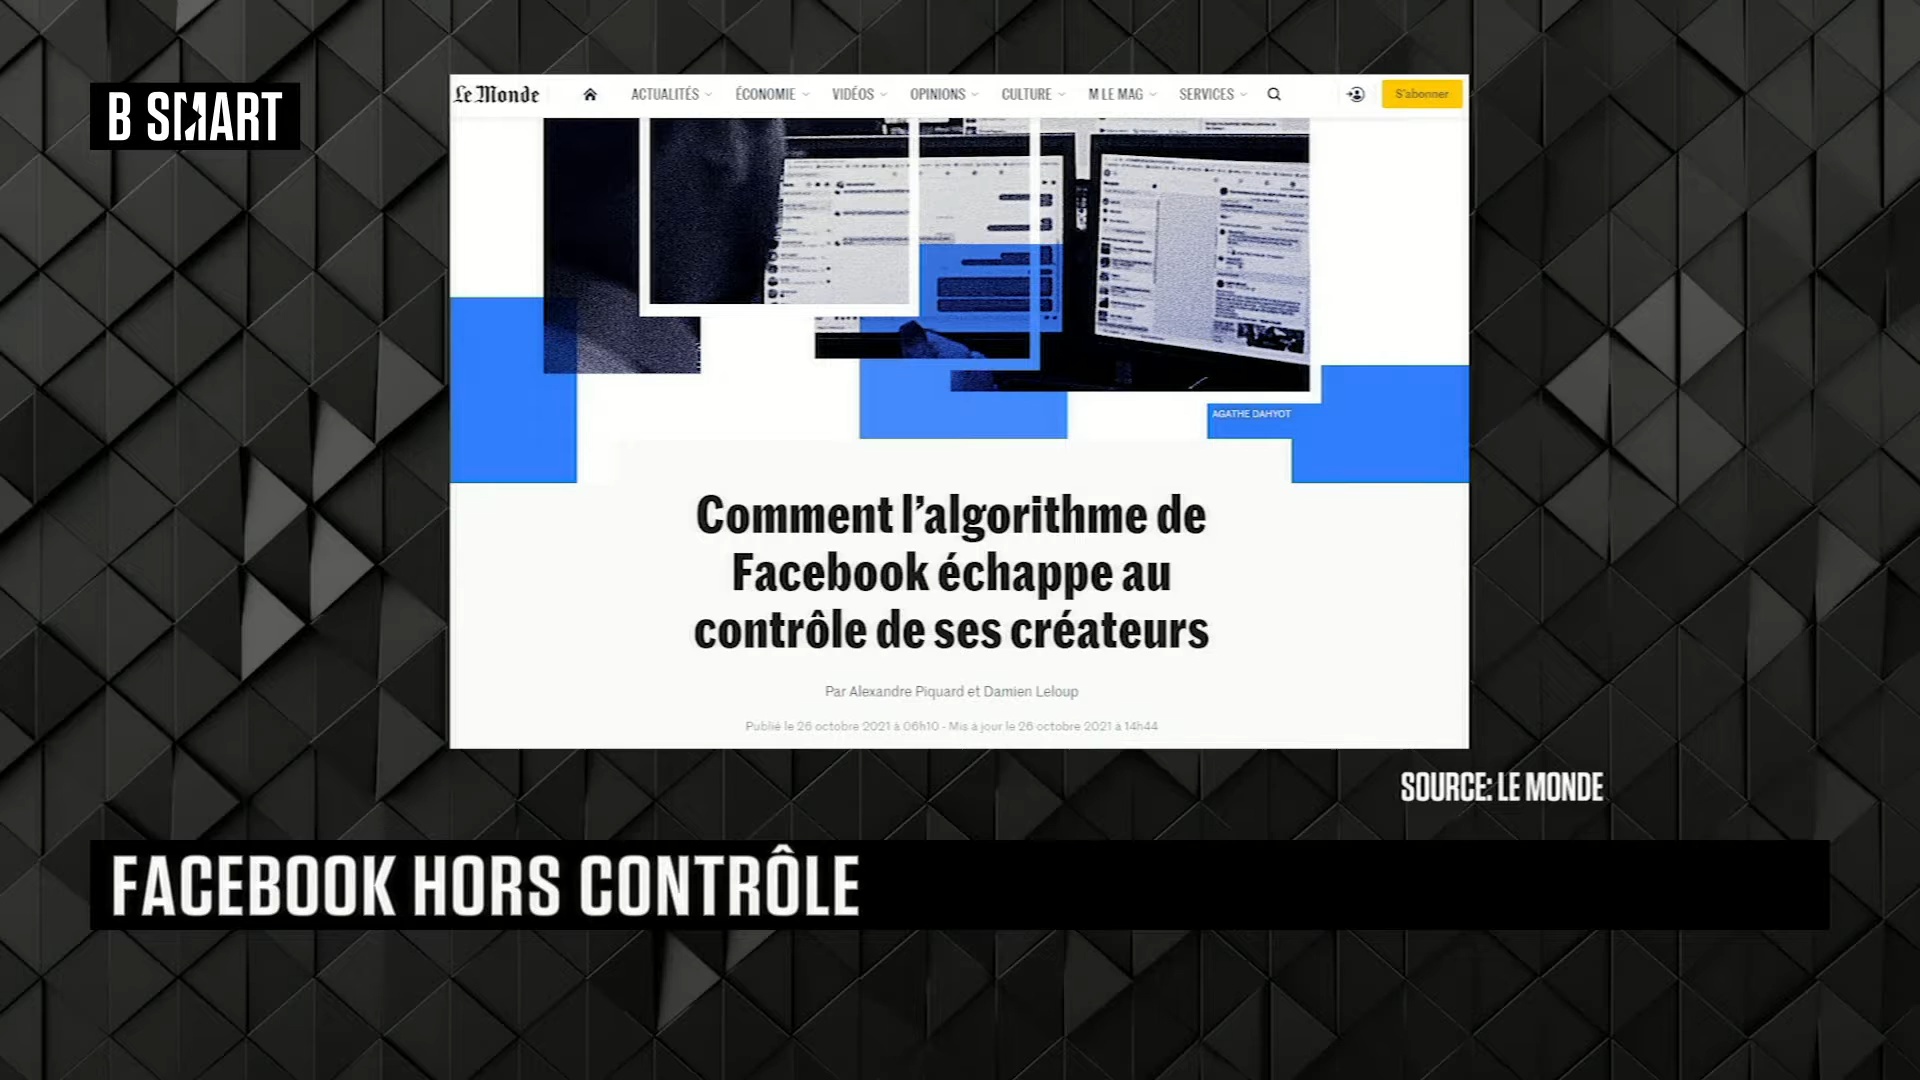 B SMART
Le Monde
ACTUALITÉS ÉCONOMIE VIDÉOS OPINIONS CULTURE M LE MAG SERVICES
S'abonner
AGATHE DAHYOT
Comment l’algorithme de
Facebook échappe au
contrôle de ses créateurs
Par Alexandre Piquard et Damien Leloup
Publié le 26 octobre 2021 à 06h10 - Mis à jour le 26 octobre 2021 à 14h44
SOURCE: LE MONDE
FACEBOOK HORS CONTRÔLE